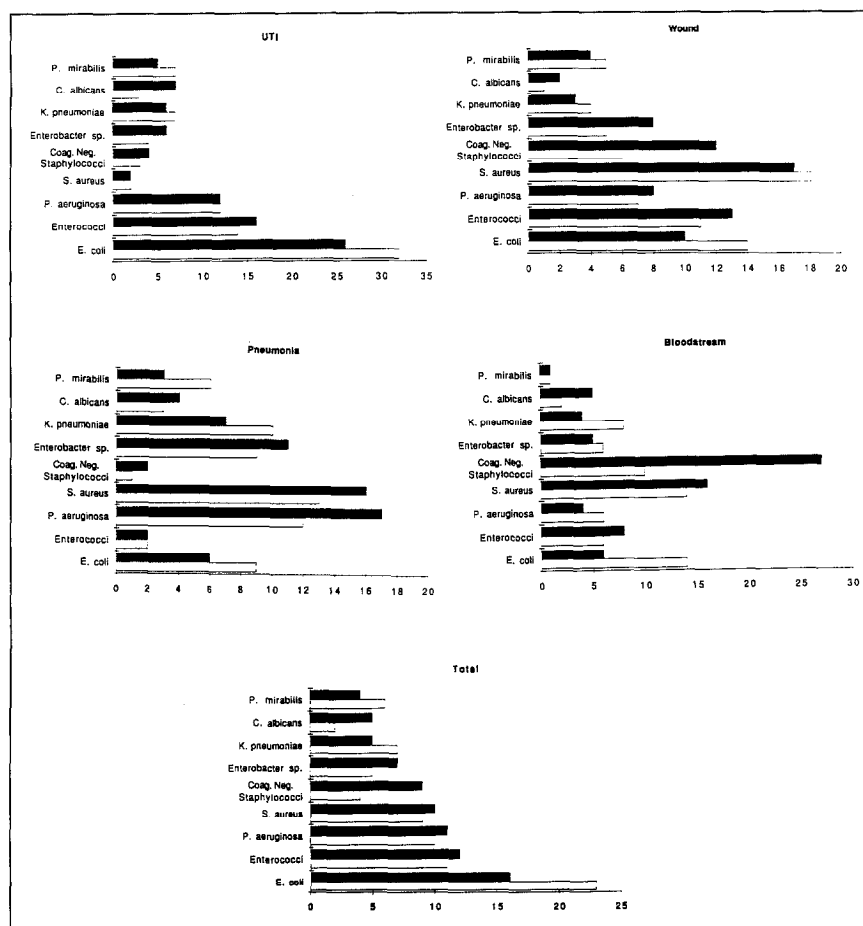 UTI
P. mirabilis
C. albicans
K. pneumoniae
Enterobacter sp.
Coag. Neg.
Staphylococci
S. aureus
P. aeruginosa
Enterococci
E. coli
0 5 10 15 20 25 30 35
Wound
P. mirabilis
C. albicans
K. pneumoniae
Enterobacter sp.
Coag. Neg.
Staphylococci
S. aureus
P. aeruginosa
Enterococci
E. coli
0 2 4 6 8 10 12 14 16 18 20
Pneumonia
P. mirabilis
C. albicans
K. pneumoniae
Enterobacter sp.
Coag. Neg.
Staphylococci
S. aureus
P. aeruginosa
Enterococci
E. coli
0 2 4 6 8 10 12 14 16 18 20
Bloodstream
P. mirabilis
C. albicans
K. pneumoniae
Enterobacter sp.
Coag. Neg.
Staphylococci
S. aureus
P. aeruginosa
Enterococci
E. coli
0 5 10 15 20 25 30
Total
P. mirabilis
C. albicans
K. pneumoniae
Enterobacter sp.
Coag. Neg.
Staphylococci
S. aureus
P. aeruginosa
Enterococci
E. coli
0 5 10 15 20 25